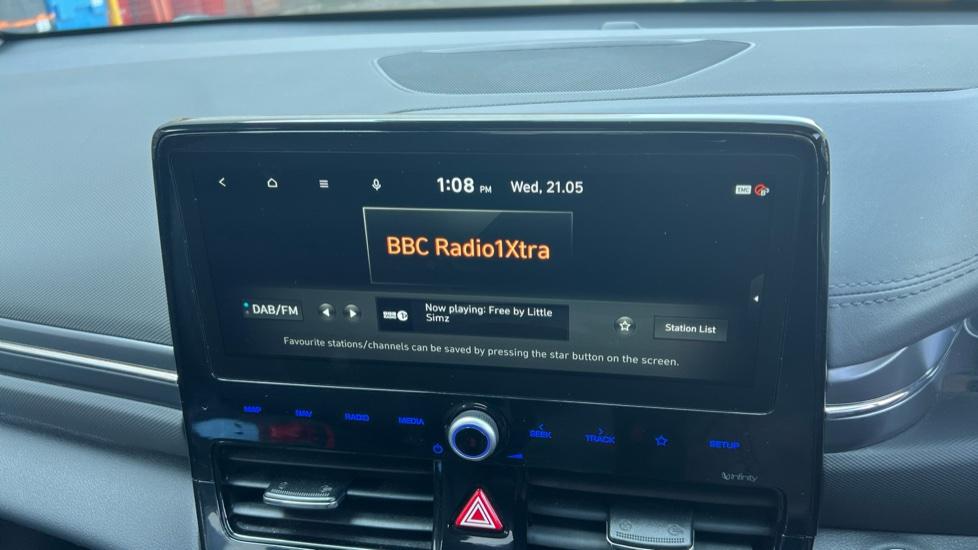 1:08 PM Wed, 21.05
TMC
BBC Radio1Xtra
DAB/FM
Now playing: Free by Little
Simz
Station List
Favourite stations/channels can be saved by pressing the star button on the screen.
MAP NAV RADIO MEDIA SEEK TRACK SETUP
Infinity